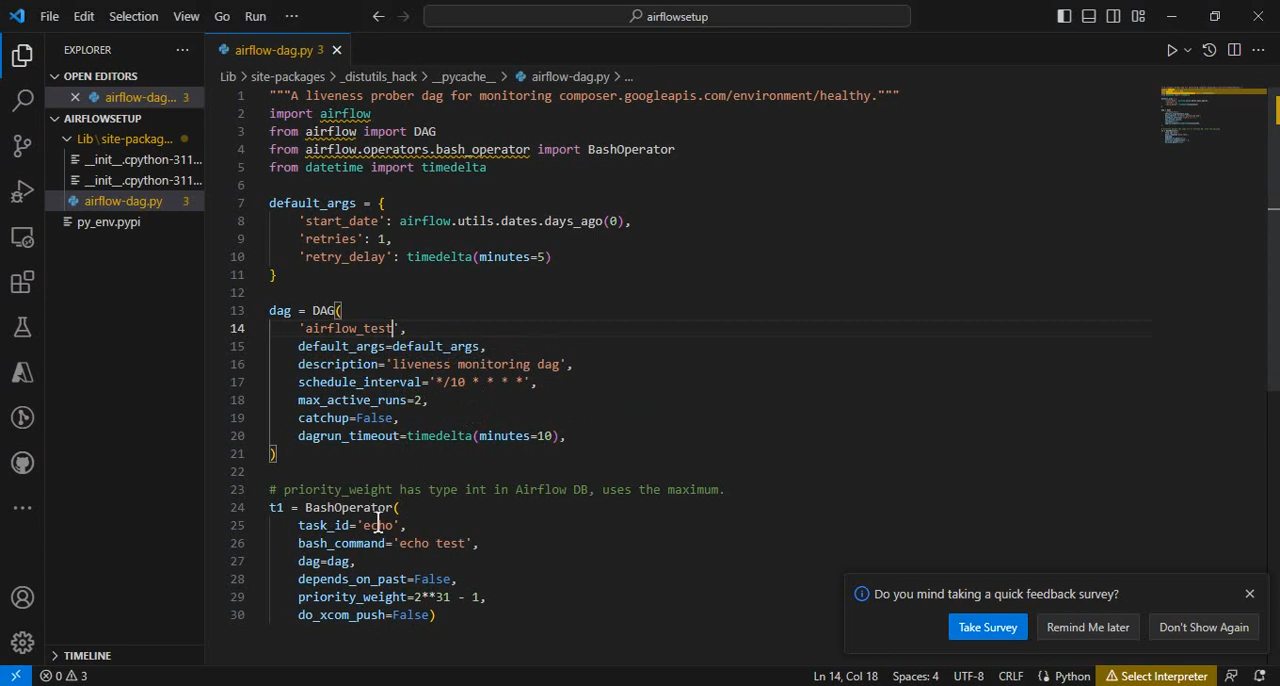 File Edit Selection View Go Run ··· airflowsetup
EXPLORER ···
OPEN EDITORS
airflow-dag... 3
AIRFLOWSETUP
Lib\site-packag...
__init__.cpython-311...
__init__.cpython-311...
airflow-dag.py 3
py_env.pypi
TIMELINE
airflow-dag.py 3
Lib > site-packages > _distutils_hack > __pycache__ > airflow-dag.py > ...
1 """A liveness prober dag for monitoring composer.googleapis.com/environment/healthy."""
2 import airflow
3 from airflow import DAG
4 from airflow.operators.bash_operator import BashOperator
5 from datetime import timedelta
6
7 default_args = {
8 'start_date': airflow.utils.dates.days_ago(0),
9 'retries': 1,
10 'retry_delay': timedelta(minutes=5)
11 }
12
13 dag = DAG(
14 'airflow_test',
15 default_args=default_args,
16 description='liveness monitoring dag',
17 schedule_interval='*/10 * * * *',
18 max_active_runs=2,
19 catchup=False,
20 dagrun_timeout=timedelta(minutes=10),
21 )
22
23 # priority_weight has type int in Airflow DB, uses the maximum.
24 t1 = BashOperator(
25 task_id='echo',
26 bash_command='echo test',
27 dag=dag,
28 depends_on_past=False,
29 priority_weight=2**31 - 1,
30 do_xcom_push=False)
Do you mind taking a quick feedback survey?
Take Survey Remind Me later Don't Show Again
0 3 Ln 14, Col 18 Spaces: 4 UTF-8 CRLF Python Select Interpreter